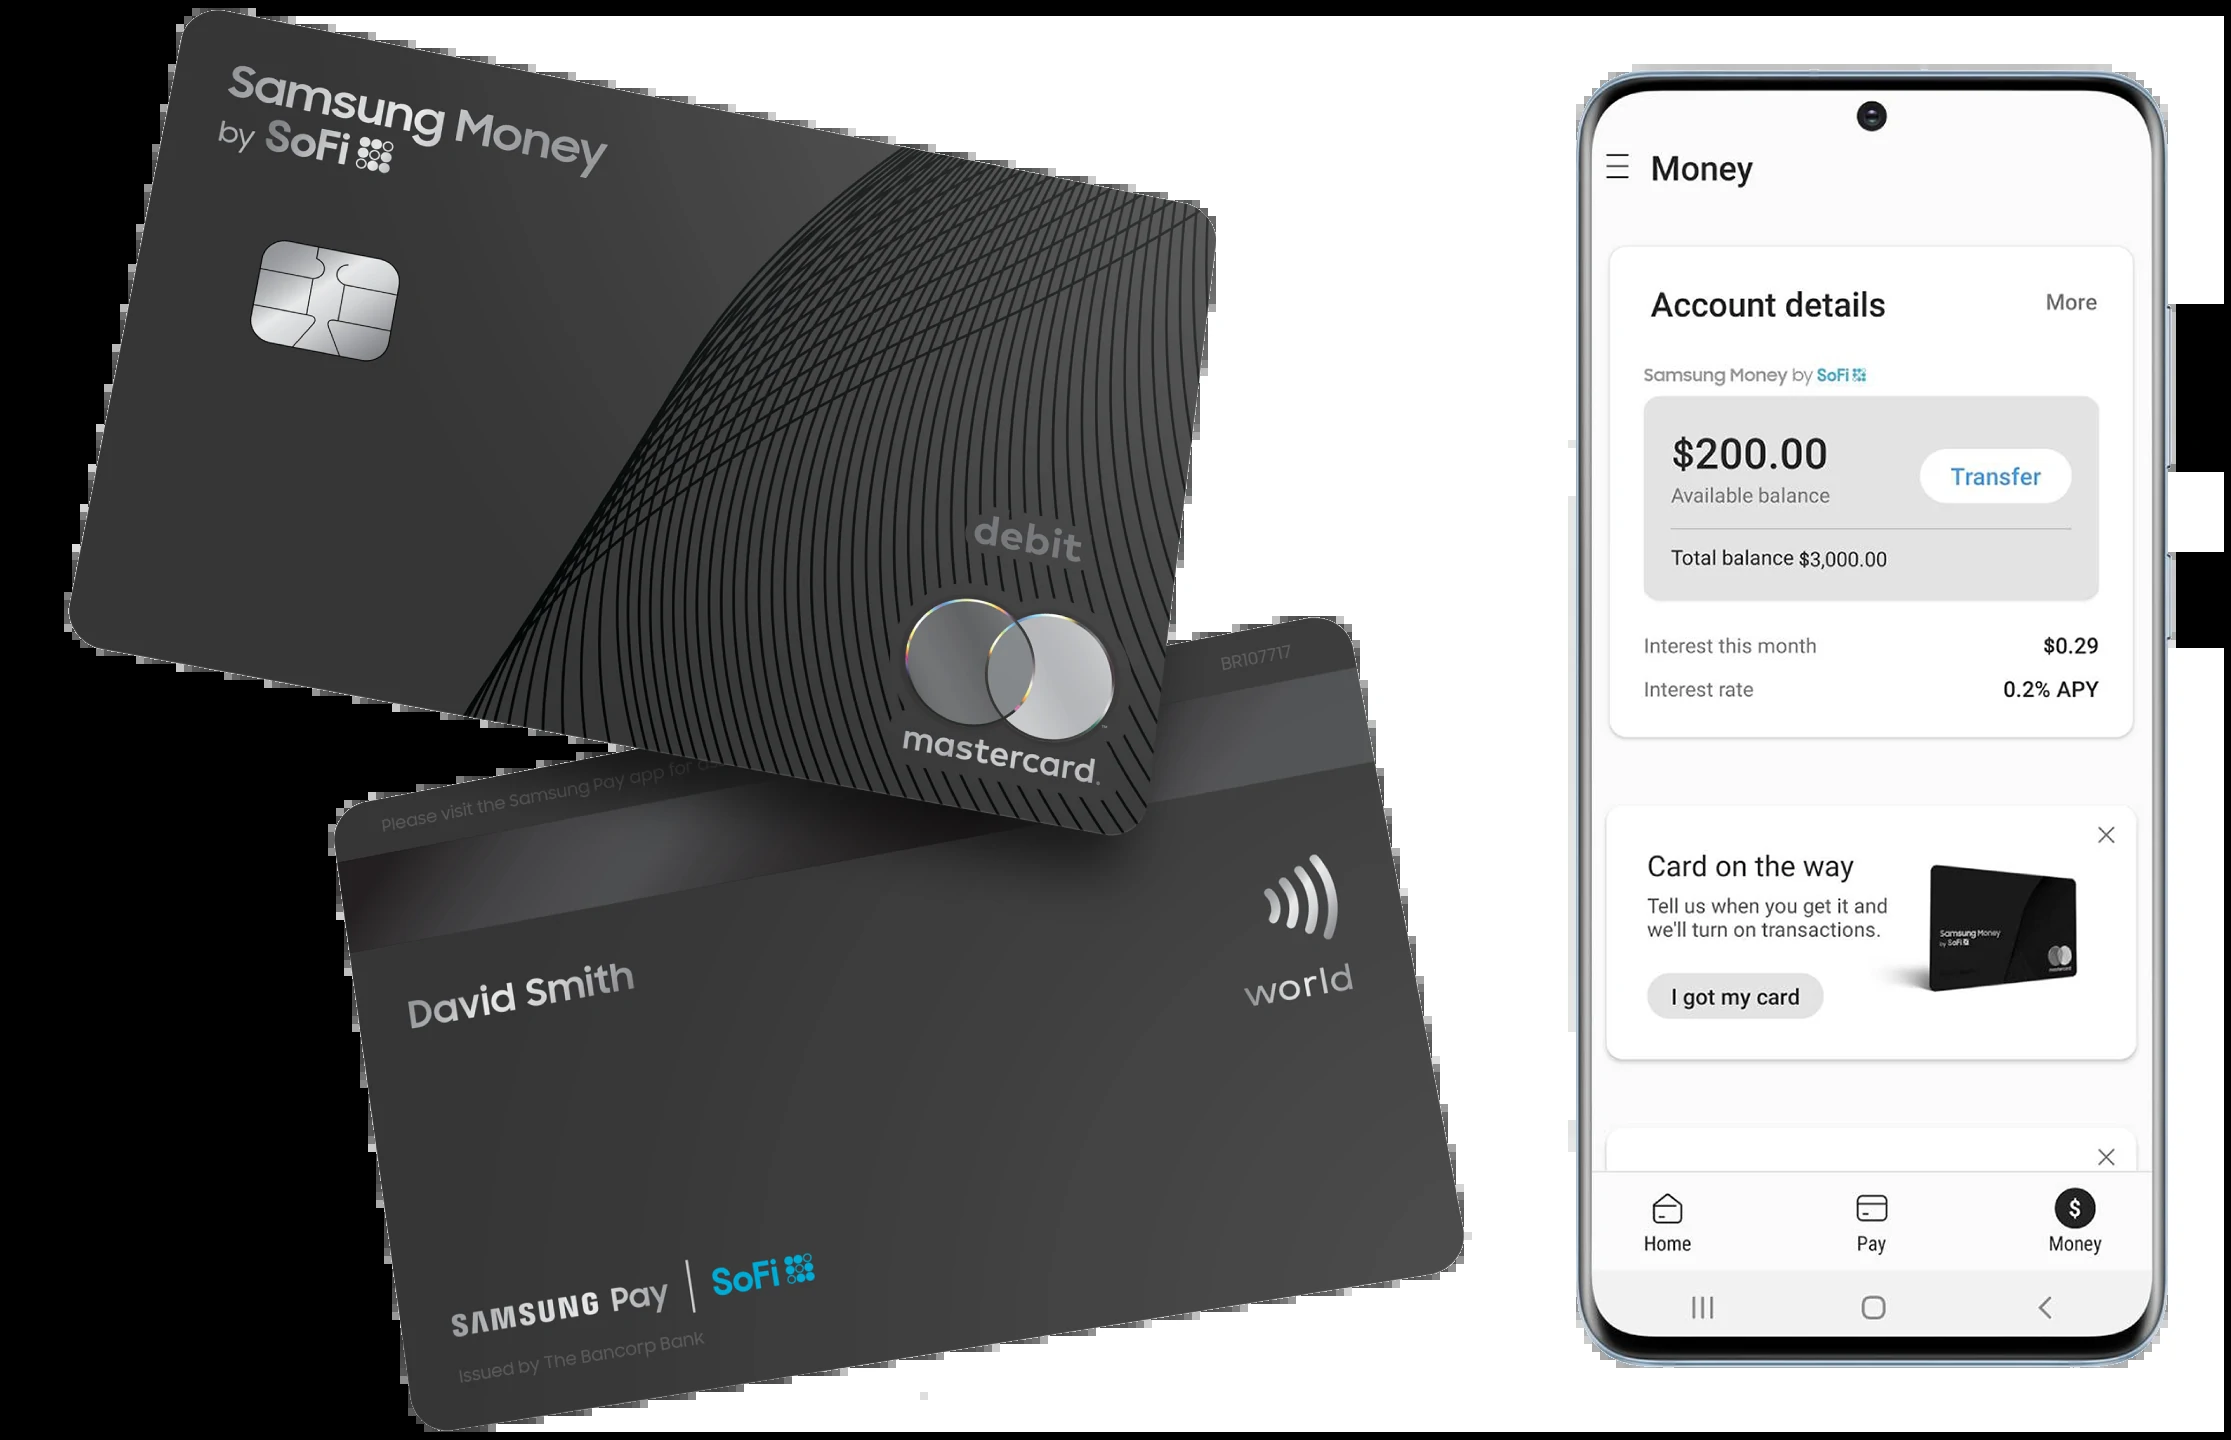 Samsung Money
by SoFi
debit
mastercard.
BR107717
Please visit the Samsung Pay app for
David Smith
world
SAMSUNG Pay | SoFi
Issued by The Bancorp Bank
Money
Account details
More
Samsung Money by SoFi
$200.00
Available balance
Transfer
Total balance $3,000.00
Interest this month
$0.29
Interest rate
0.2% APY
Card on the way
Tell us when you get it and
we'll turn on transactions.
I got my card
Samsung Money
by SoFi
mastercard
$
Home
Pay
Money